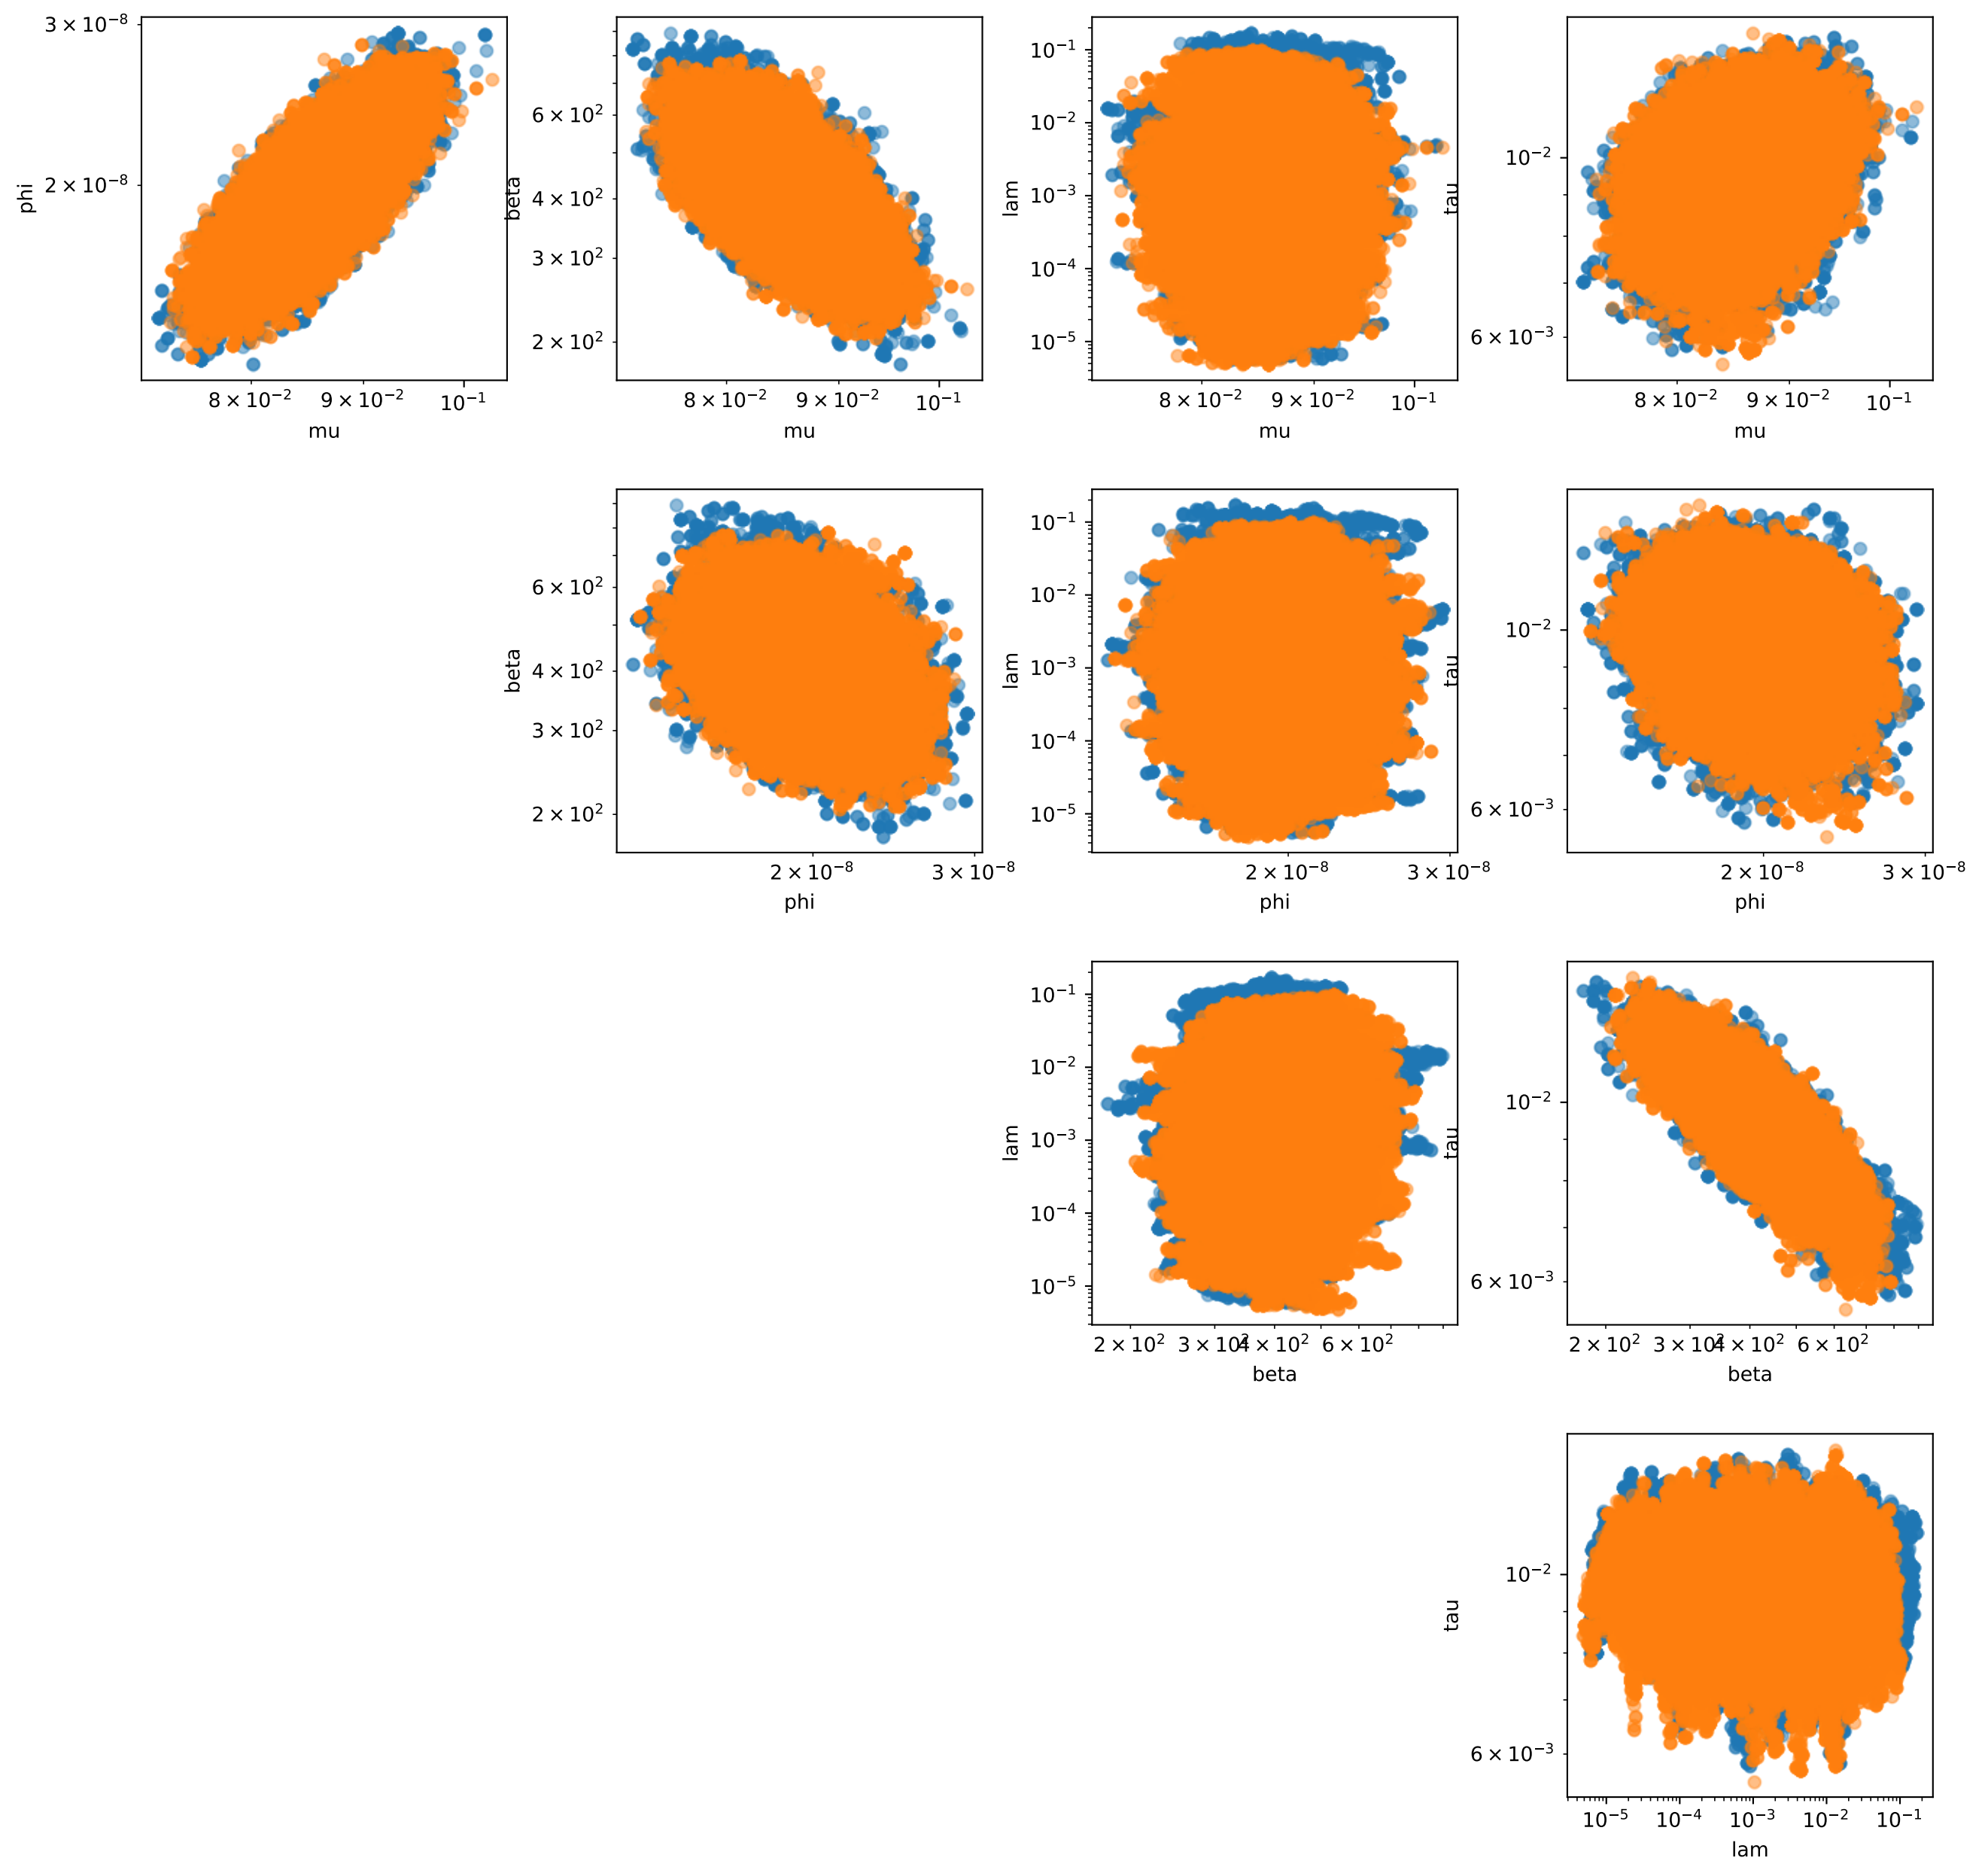 3 × 10⁻⁸
2 × 10⁻⁸
phi
8 × 10⁻² 9 × 10⁻² 10⁻¹
mu
6 × 10²
4 × 10²
3 × 10²
2 × 10²
beta
8 × 10⁻² 9 × 10⁻² 10⁻¹
mu
10⁻¹
10⁻²
10⁻³
10⁻⁴
10⁻⁵
lam
8 × 10⁻² 9 × 10⁻² 10⁻¹
mu
10⁻²
6 × 10⁻³
tau
8 × 10⁻² 9 × 10⁻² 10⁻¹
mu
6 × 10²
4 × 10²
3 × 10²
2 × 10²
beta
2 × 10⁻⁸ 3 × 10⁻⁸
phi
10⁻¹
10⁻²
10⁻³
10⁻⁴
10⁻⁵
lam
2 × 10⁻⁸ 3 × 10⁻⁸
phi
10⁻²
6 × 10⁻³
tau
2 × 10⁻⁸ 3 × 10⁻⁸
phi
10⁻¹
10⁻²
10⁻³
10⁻⁴
10⁻⁵
lam
2 × 10² 3 × 10² 4 × 10² 6 × 10²
beta
10⁻²
6 × 10⁻³
tau
2 × 10² 3 × 10² 4 × 10² 6 × 10²
beta
10⁻²
6 × 10⁻³
tau
10⁻⁵ 10⁻⁴ 10⁻³ 10⁻² 10⁻¹
lam